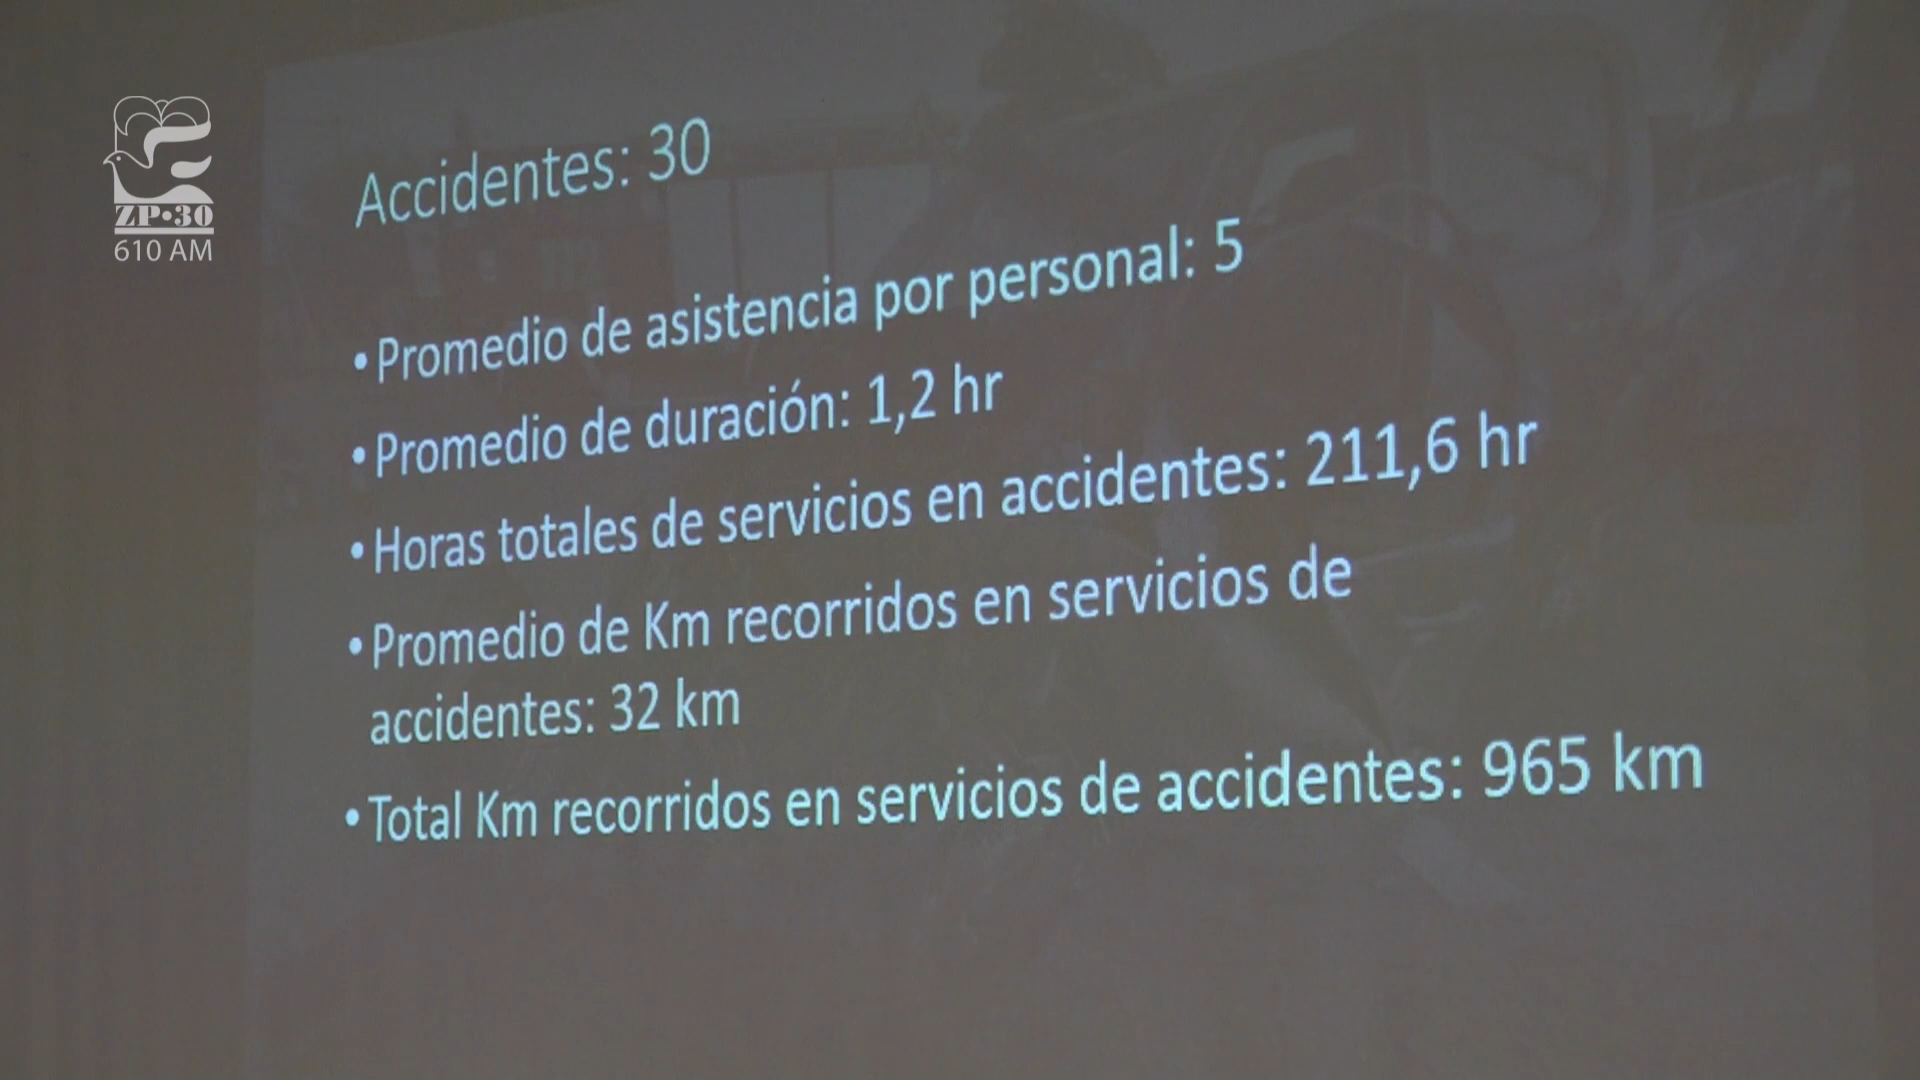 ZP•30
610 AM
Accidentes: 30
•Promedio de asistencia por personal: 5
•Promedio de duración: 1,2 hr
•Horas totales de servicios en accidentes: 211,6 hr
•Promedio de Km recorridos en servicios de
accidentes: 32 km
•Total Km recorridos en servicios de accidentes: 965 km